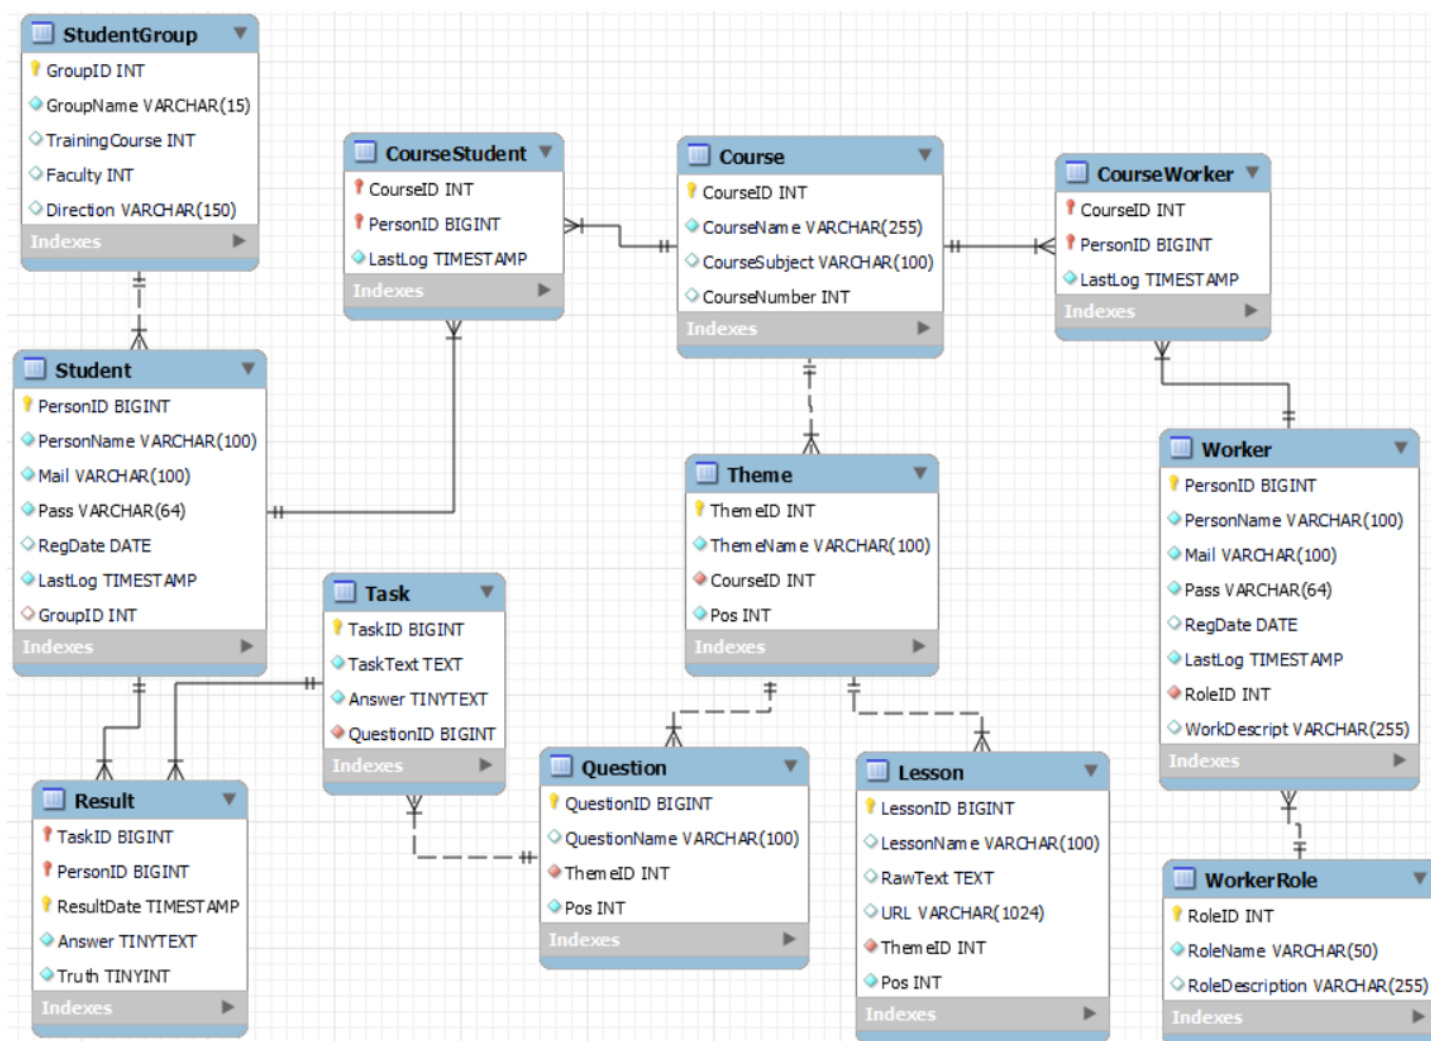 StudentGroup
GroupID INT
GroupName VARCHAR(15)
TrainingCourse INT
Faculty INT
Direction VARCHAR(150)
Indexes
CourseStudent
CourseID INT
PersonID BIGINT
LastLog TIMESTAMP
Indexes
Course
CourseID INT
CourseName VARCHAR(255)
CourseSubject VARCHAR(100)
CourseNumber INT
Indexes
CourseWorker
CourseID INT
PersonID BIGINT
LastLog TIMESTAMP
Indexes
Student
PersonID BIGINT
PersonName VARCHAR(100)
Mail VARCHAR(100)
Pass VARCHAR(64)
RegDate DATE
LastLog TIMESTAMP
GroupID INT
Indexes
Theme
ThemeID INT
ThemeName VARCHAR(100)
CourseID INT
Pos INT
Indexes
Worker
PersonID BIGINT
PersonName VARCHAR(100)
Mail VARCHAR(100)
Pass VARCHAR(64)
RegDate DATE
LastLog TIMESTAMP
RoleID INT
WorkDescript VARCHAR(255)
Indexes
Task
TaskID BIGINT
TaskText TEXT
Answer TINYTEXT
QuestionID BIGINT
Indexes
Result
TaskID BIGINT
PersonID BIGINT
ResultDate TIMESTAMP
Answer TINYTEXT
Truth TINYINT
Indexes
Question
QuestionID BIGINT
QuestionName VARCHAR(100)
ThemeID INT
Pos INT
Indexes
Lesson
LessonID BIGINT
LessonName VARCHAR(100)
RawText TEXT
URL VARCHAR(1024)
ThemeID INT
Pos INT
Indexes
WorkerRole
RoleID INT
RoleName VARCHAR(50)
RoleDescription VARCHAR(255)
Indexes